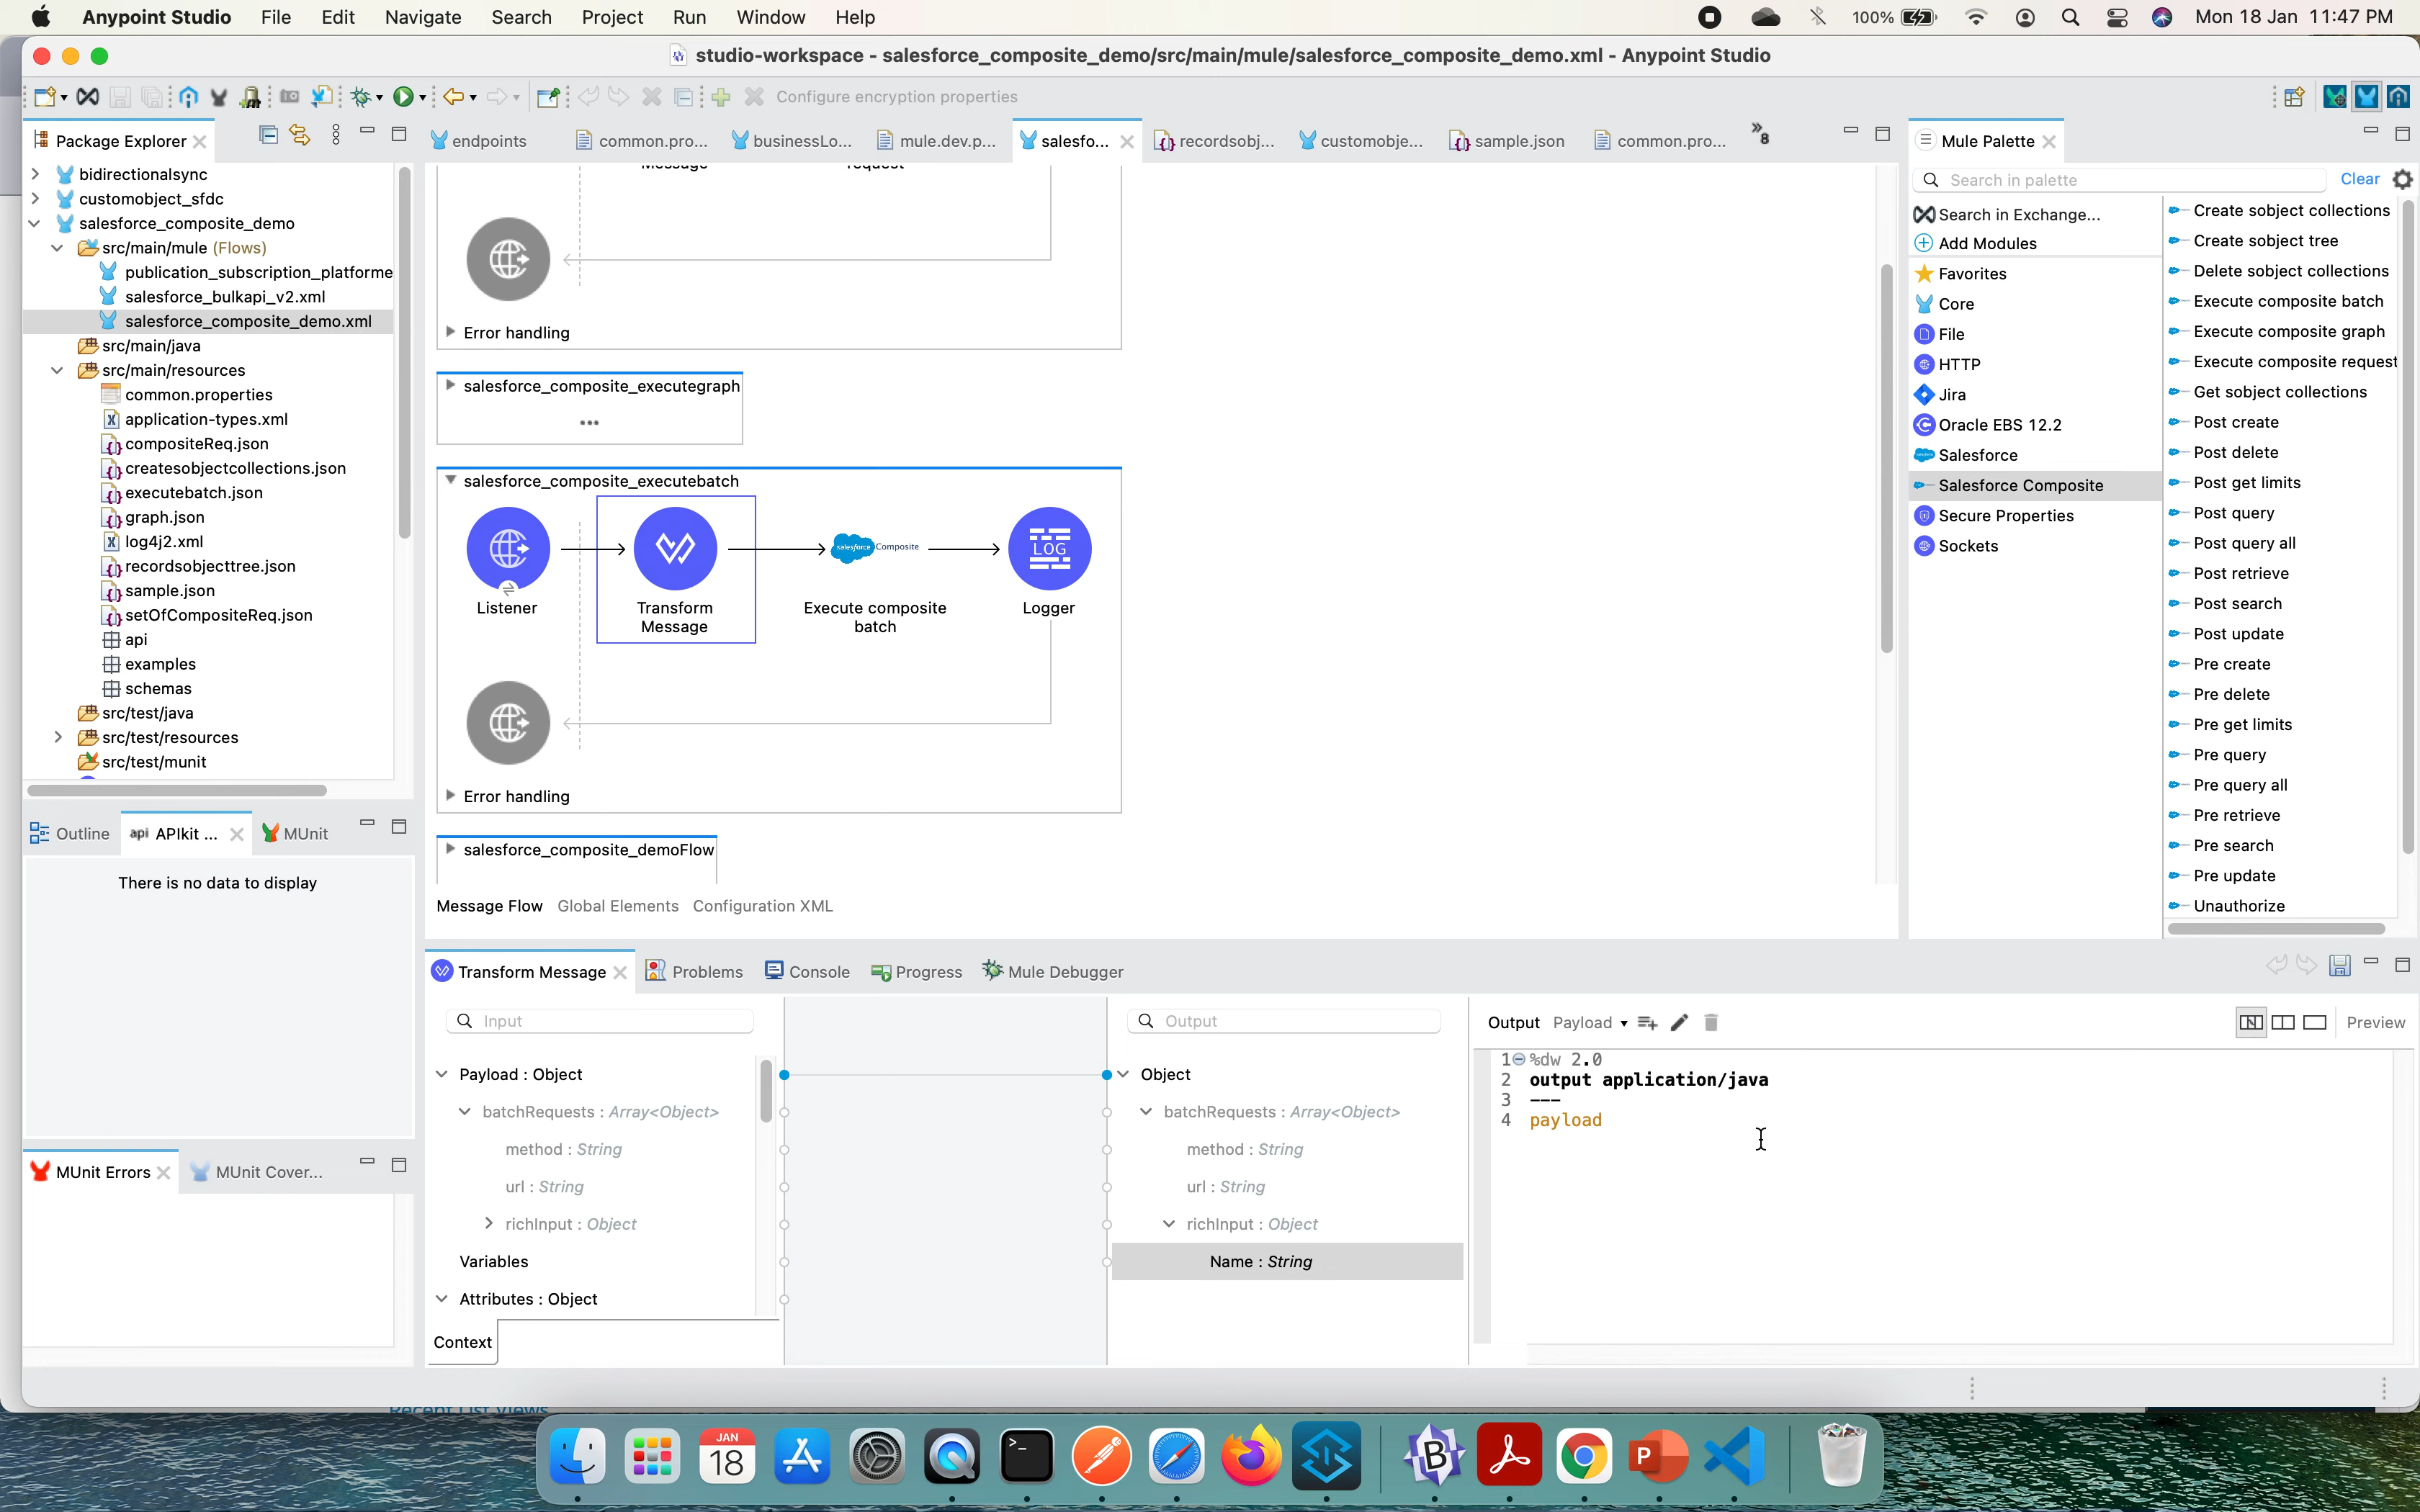 Anypoint Studio File Edit Navigate Search Project Run Window Help
100% Mon 18 Jan 11:47 PM
studio-workspace - salesforce_composite_demo/src/main/mule/salesforce_composite_demo.xml - Anypoint Studio
Configure encryption properties
Package Explorer
bidirectionalsync
customobject_sfdc
salesforce_composite_demo
src/main/mule (Flows)
publication_subscription_platforme
salesforce_bulkapi_v2.xml
salesforce_composite_demo.xml
src/main/java
src/main/resources
common.properties
application-types.xml
compositeReq.json
createsobjectcollections.json
executebatch.json
graph.json
log4j2.xml
recordsobjecttree.json
sample.json
setOfCompositeReq.json
api
examples
schemas
src/test/java
src/test/resources
src/test/munit
Outline api APIkit ... MUnit
There is no data to display
MUnit Errors MUnit Cover...
endpoints common.pro... businessLo... mule.dev.p... salesfo... recordsobj... customobje... sample.json common.pro... »8
Message request
Error handling
salesforce_composite_executegraph
...
salesforce_composite_executebatch
salesforce Composite LOG
Listener
Transform
Message
Execute composite
batch
Logger
Error handling
salesforce_composite_demoFlow
Message Flow Global Elements Configuration XML
Mule Palette
Search in palette Clear
Search in Exchange...
Add Modules
Favorites
Core
File
HTTP
Jira
Oracle EBS 12.2
Salesforce
Salesforce Composite
Secure Properties
Sockets
Create sobject collections
Create sobject tree
Delete sobject collections
Execute composite batch
Execute composite graph
Execute composite request
Get sobject collections
Post create
Post delete
Post get limits
Post query
Post query all
Post retrieve
Post search
Post update
Pre create
Pre delete
Pre get limits
Pre query
Pre query all
Pre retrieve
Pre search
Pre update
Unauthorize
Transform Message Problems Console Progress Mule Debugger
Input
Payload : Object
batchRequests : Array<Object>
method : String
url : String
richInput : Object
Variables
Attributes : Object
Context
Output
Object
batchRequests : Array<Object>
method : String
url : String
richInput : Object
Name : String
Output Payload Preview
1 %dw 2.0
2 output application/java
3 ---
4 payload
Recent List Views
JAN
18
B
P